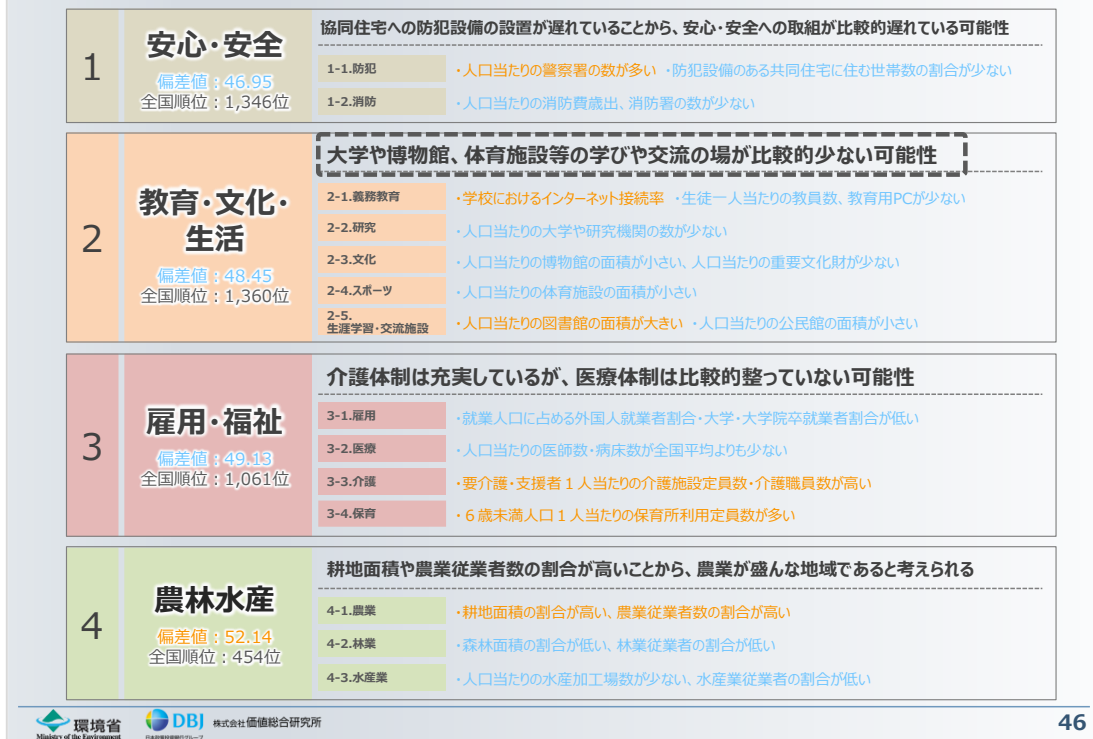 1
安心・安全
偏差値：46.95
全国順位：1,346位
協同住宅への防犯設備の設置が遅れていることから、安心・安全への取組が比較的遅れている可能性
1-1.防犯
・人口当たりの警察署の数が多い ・防犯設備のある共同住宅に住む世帯数の割合が少ない
1-2.消防
・人口当たりの消防費歳出、消防署の数が少ない
2
教育・文化・
生活
偏差値：48.45
全国順位：1,360位
大学や博物館、体育施設等の学びや交流の場が比較的少ない可能性
2-1.義務教育
・学校におけるインターネット接続率 ・生徒一人当たりの教員数、教育用PCが少ない
2-2.研究
・人口当たりの大学や研究機関の数が少ない
2-3.文化
・人口当たりの博物館の面積が小さい、人口当たりの重要文化財が少ない
2-4.スポーツ
・人口当たりの体育施設の面積が小さい
2-5.
生涯学習・交流施設
・人口当たりの図書館の面積が大きい ・人口当たりの公民館の面積が小さい
3
雇用・福祉
偏差値：49.13
全国順位：1,061位
介護体制は充実しているが、医療体制は比較的整っていない可能性
3-1.雇用
・就業人口に占める外国人就業者割合・大学・大学院卒就業者割合が低い
3-2.医療
・人口当たりの医師数・病床数が全国平均よりも少ない
3-3.介護
・要介護・支援者１人当たりの介護施設定員数・介護職員数が高い
3-4.保育
・６歳未満人口１人当たりの保育所利用定員数が多い
4
農林水産
偏差値：52.14
全国順位：454位
耕地面積や農業従業者数の割合が高いことから、農業が盛んな地域であると考えられる
4-1.農業
・耕地面積の割合が高い、農業従業者数の割合が高い
4-2.林業
・森林面積の割合が低い、林業従業者の割合が低い
4-3.水産業
・人口当たりの水産加工場数が少ない、水産業従業者の割合が低い
環境省
Ministry of the Environment
DBJ
日本政策投資銀行グループ
株式会社価値総合研究所
46